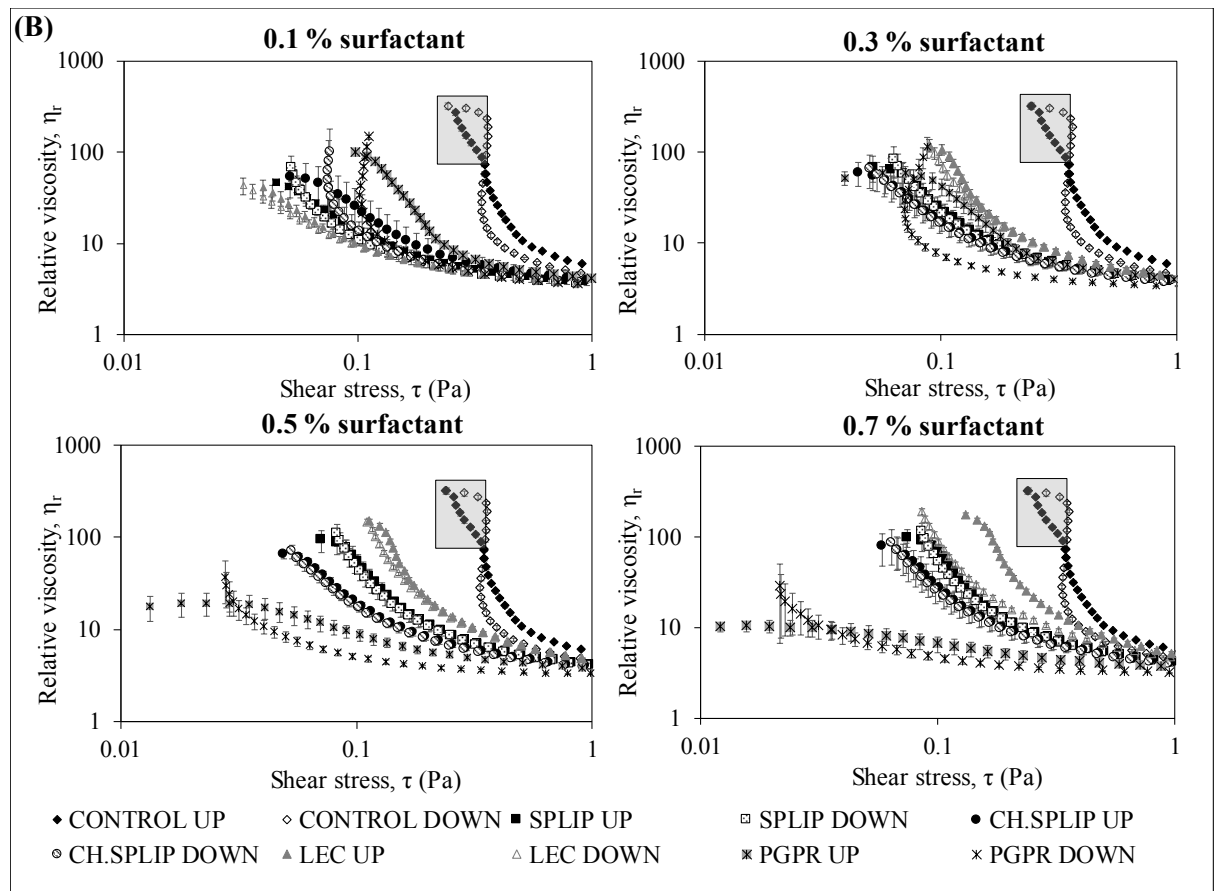 (B)
0.1 % surfactant
0.3 % surfactant
Relative viscosity, ηr
1000
100
10
1
0.01
0.1
1
Shear stress, τ (Pa)
Relative viscosity, ηr
1000
100
10
1
0.01
0.1
1
Shear stress, τ (Pa)
0.5 % surfactant
0.7 % surfactant
Relative viscosity, ηr
1000
100
10
1
0.01
0.1
1
Shear stress, τ (Pa)
Relative viscosity, ηr
1000
100
10
1
0.01
0.1
1
Shear stress, τ (Pa)
CONTROL UP
CONTROL DOWN
SPLIP UP
SPLIP DOWN
CH.SPLIP UP
CH.SPLIP DOWN
LEC UP
LEC DOWN
PGPR UP
PGPR DOWN